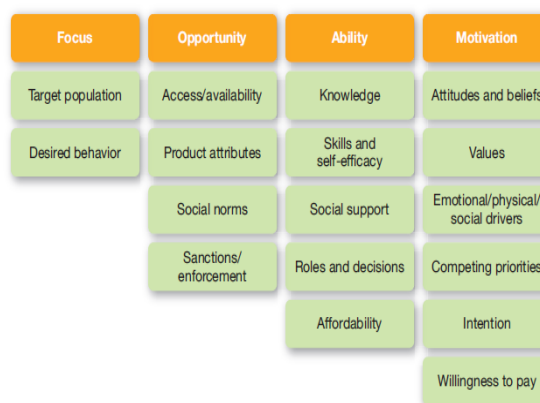 Focus
Opportunity
Ability
Motivation
Target population
Access/availability
Knowledge
Attitudes and beliefs
Desired behavior
Product attributes
Skills and
self-efficacy
Values
Social norms
Social support
Emotional/physical/
social drivers
Sanctions/
enforcement
Roles and decisions
Competing priorities
Affordability
Intention
Willingness to pay